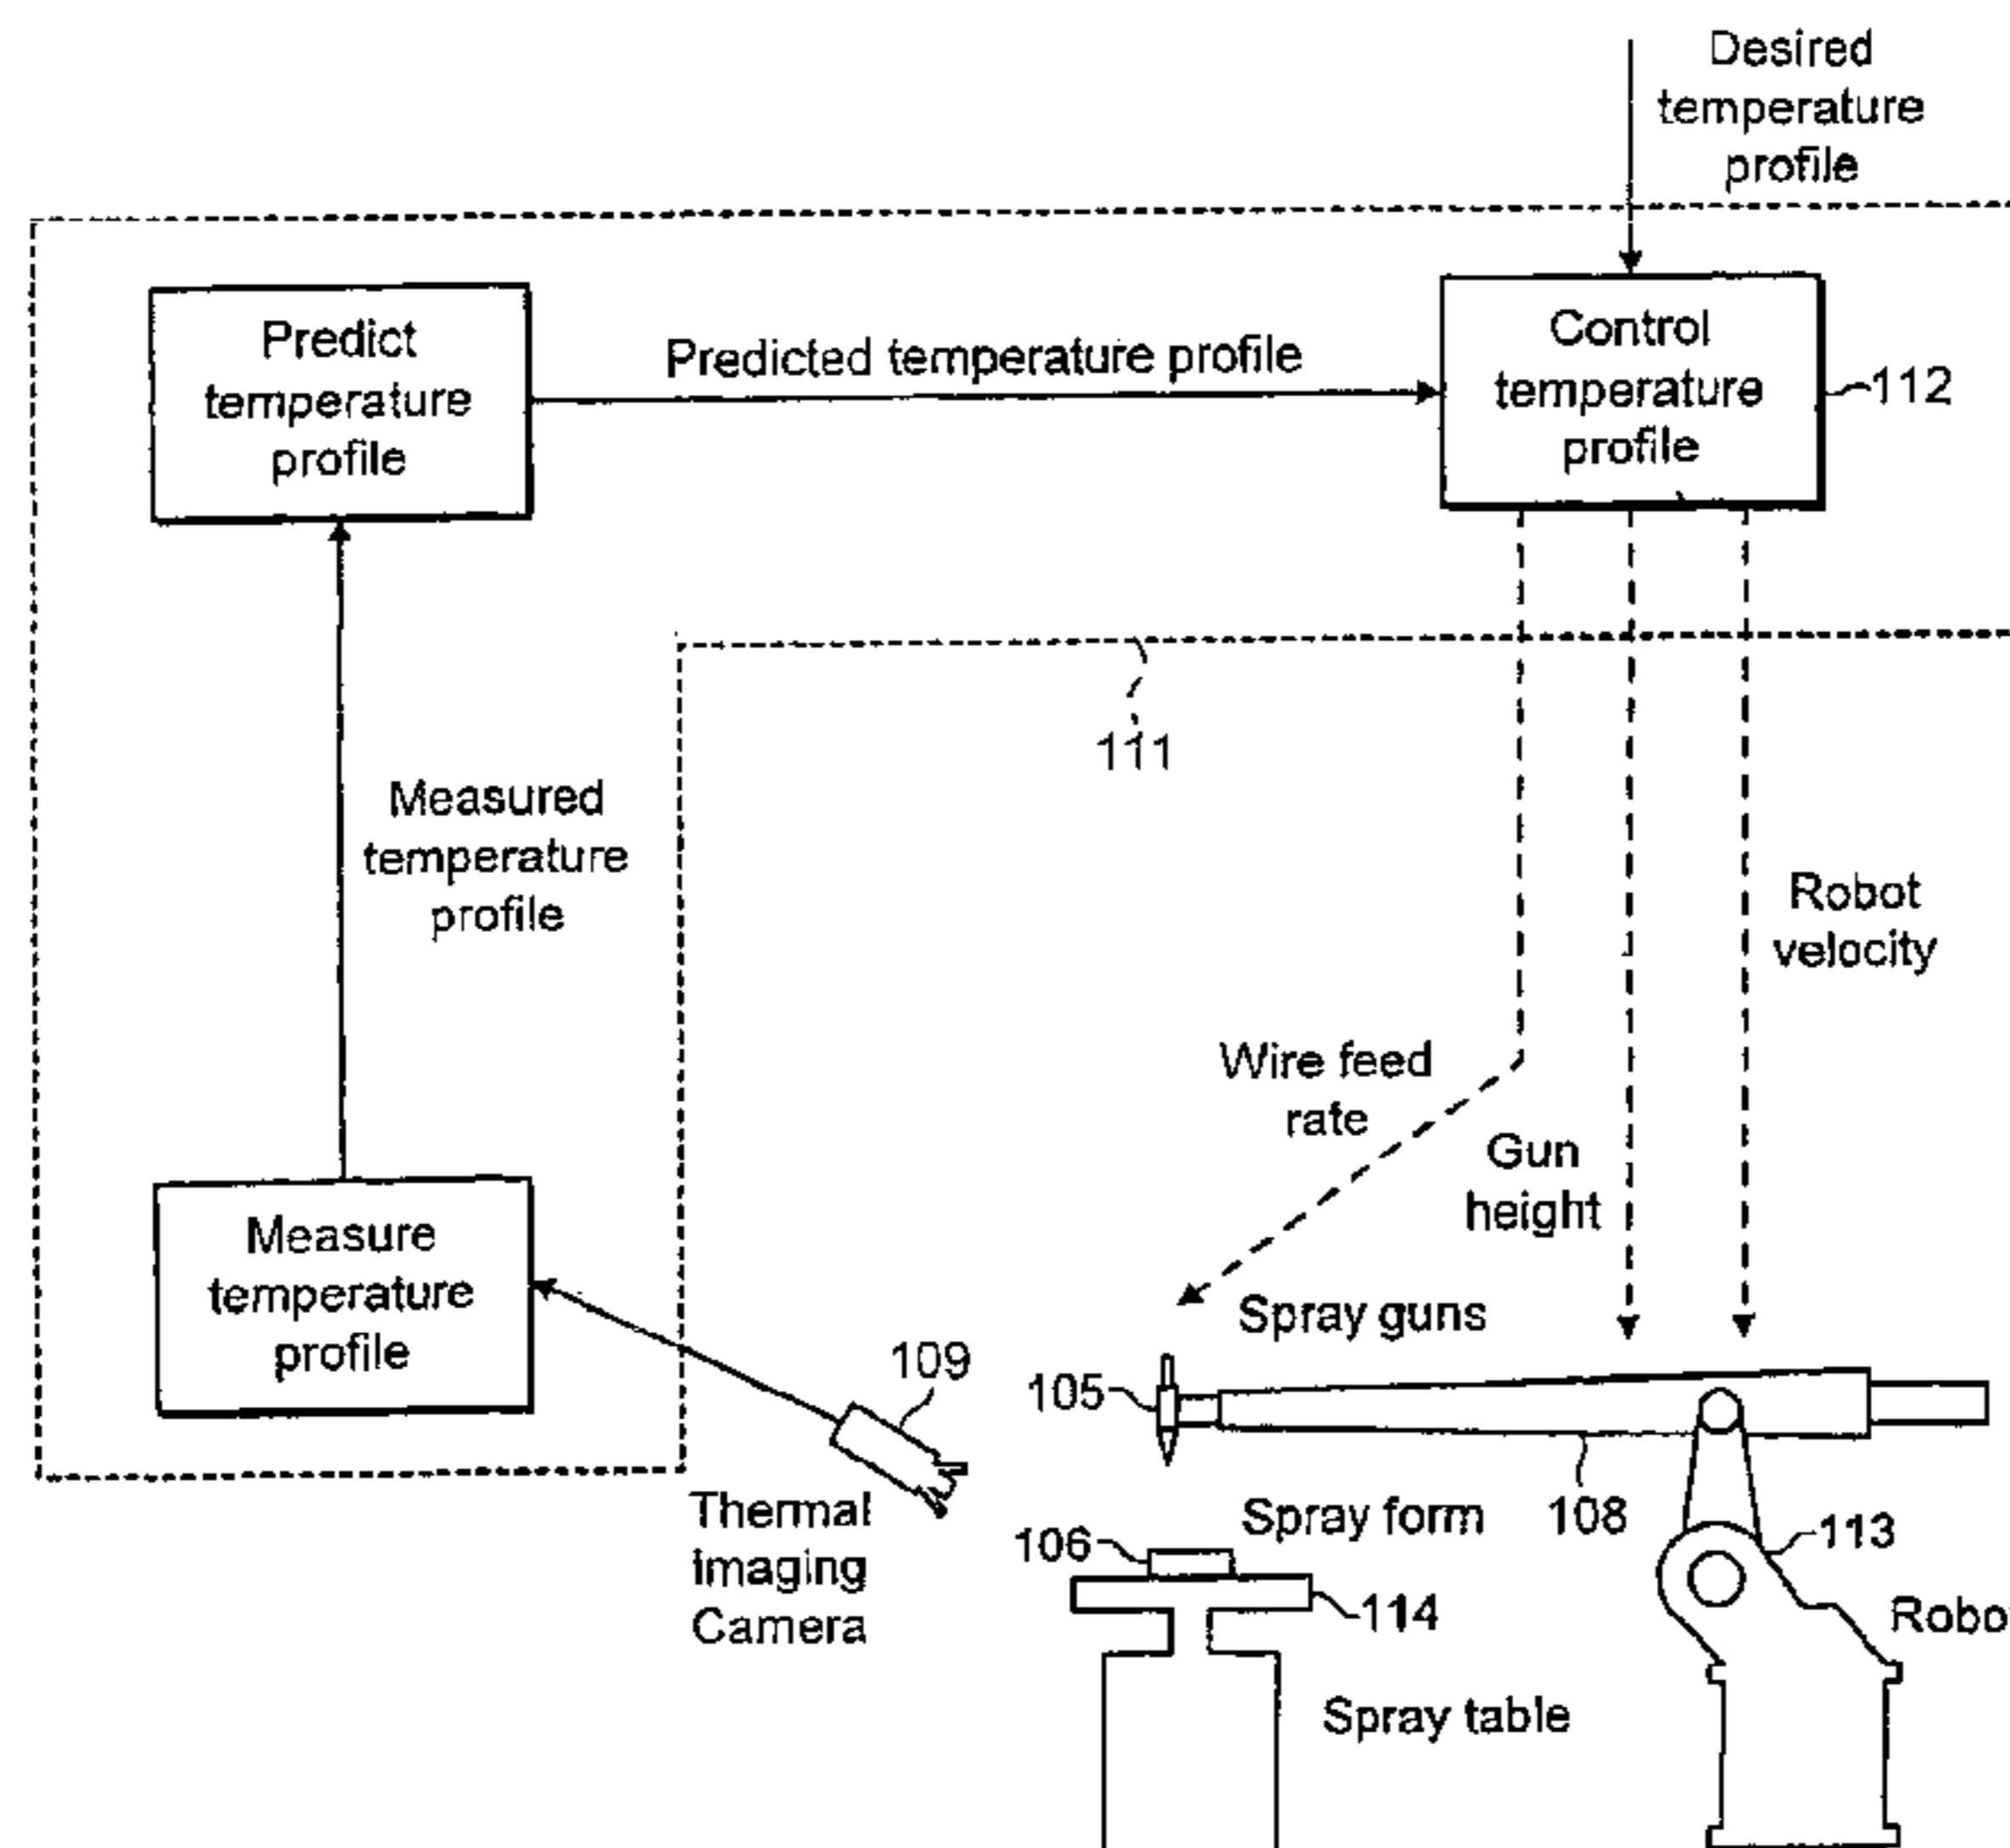 Desired
temperature
profile
Predict
temperature
profile
Predicted temperature profile
Control
temperature
profile
112
111
Measured
temperature
profile
Robot
velocity
Wire feed
rate
Gun
height
Measure
temperature
profile
Spray guns
109
105
Thermal
Imaging
Camera
Spray form
108
106
113
114
Robot
Spray table